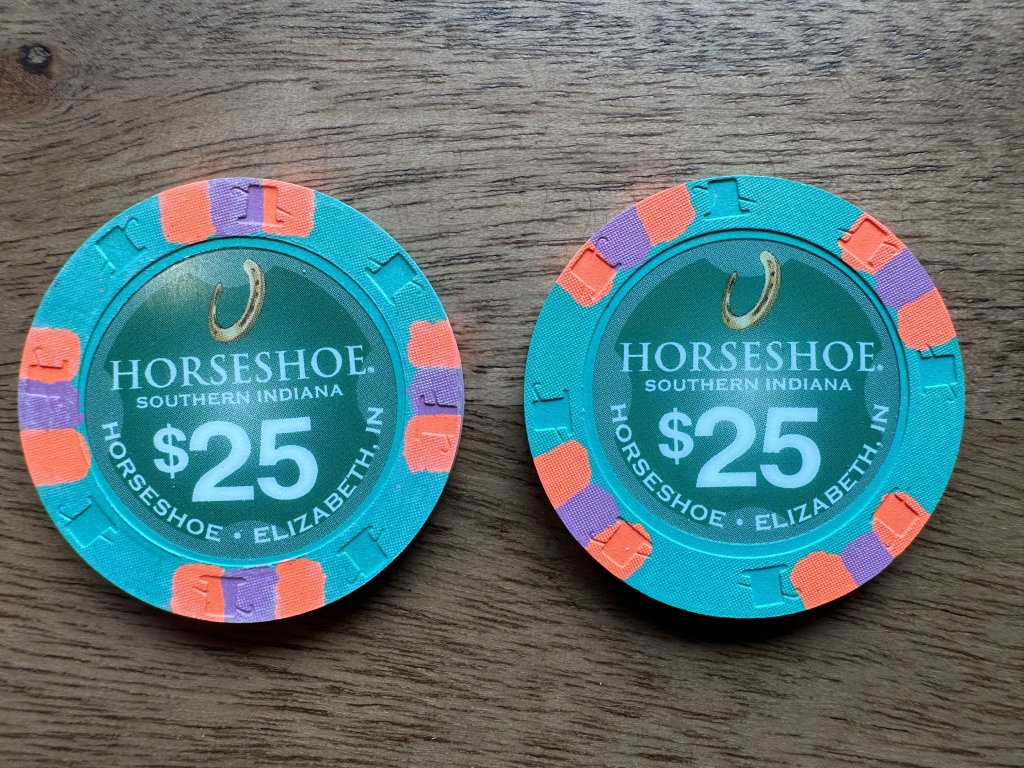 HORSESHOE®
SOUTHERN INDIANA
$25
HORSESHOE • ELIZABETH, IN
HORSESHOE®
SOUTHERN INDIANA
$25
HORSESHOE • ELIZABETH, IN